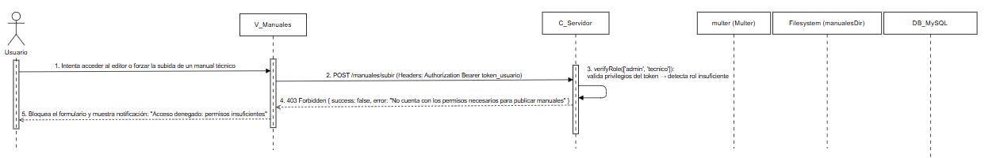 V_Manuales
C_Servidor
multer (Multer)
Filesystem (manualesDir)
DB_MySQL
Usuario
1. Intenta acceder al editor o forzar la subida de un manual técnico
2. POST /manuales/subir (Headers: Authorization Bearer token_usuario)
3. verifyRole(['admin', 'tecnico']):
valida privilegios del token → detecta rol insuficiente
4. 403 Forbidden { success: false, error: "No cuenta con los permisos necesarios para publicar manuales" }
5. Bloquea el formulario y muestra notificación: "Acceso denegado: permisos insuficientes"